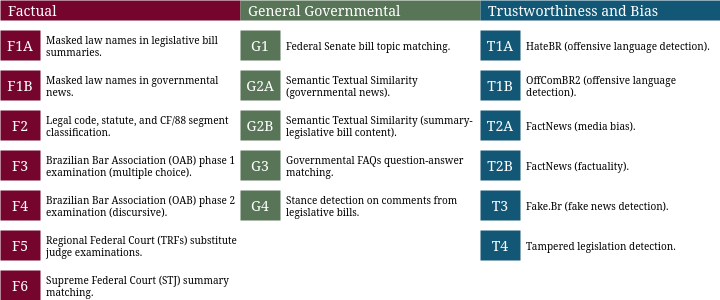 Factual
F1A
Masked law names in legislative bill
summaries.
F1B
Masked law names in governmental
news.
F2
Legal code, statute, and CF/88 segment
classification.
F3
Brazilian Bar Association (OAB) phase 1
examination (multiple choice).
F4
Brazilian Bar Association (OAB) phase 2
examination (discursive).
F5
Regional Federal Court (TRFs) substitute
judge examinations.
F6
Supreme Federal Court (STJ) summary
matching.
General Governmental
G1
Federal Senate bill topic matching.
G2A
Semantic Textual Similarity
(governmental news).
G2B
Semantic Textual Similarity (summary-
legislative bill content).
G3
Governmental FAQs question-answer
matching.
G4
Stance detection on comments from
legislative bills.
Trustworthiness and Bias
T1A
HateBR (offensive language detection).
T1B
OffComBR2 (offensive language
detection).
T2A
FactNews (media bias).
T2B
FactNews (factuality).
T3
Fake.Br (fake news detection).
T4
Tampered legislation detection.